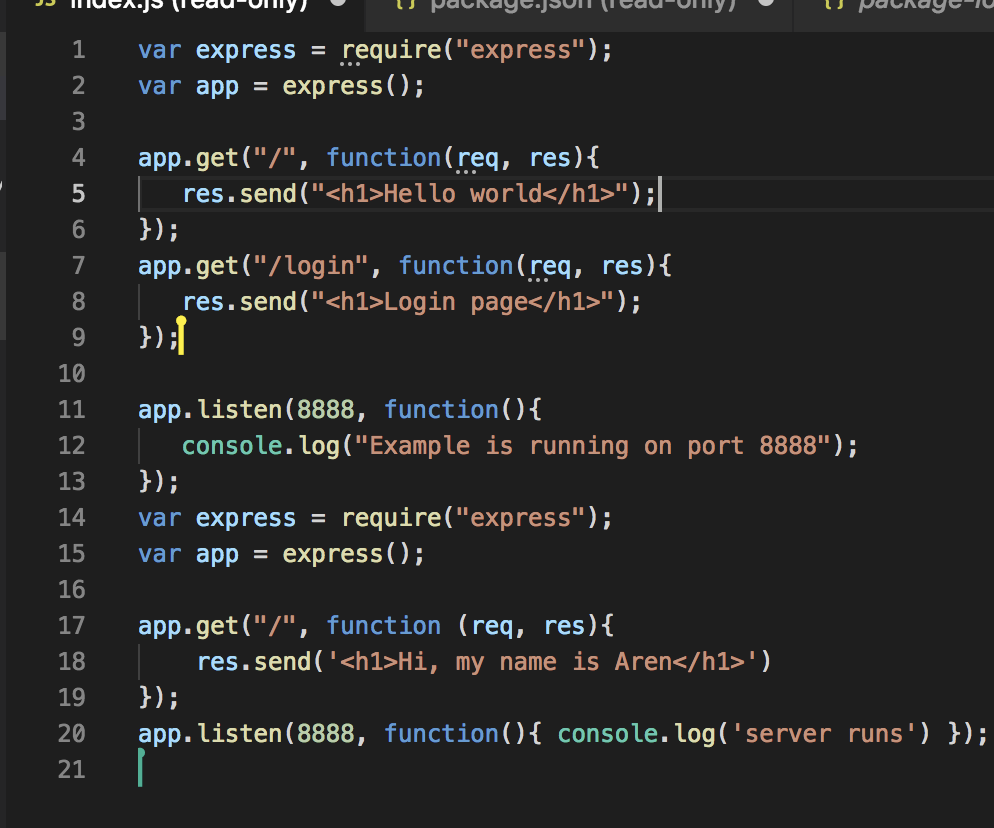 JS index.js (read-only) ● {} package.json (read-only) ● {}
1 var express = require("express");
2 var app = express();
3
4 app.get("/", function(req, res){
5 res.send("<h1>Hello world</h1>");
6 });
7 app.get("/login", function(req, res){
8 res.send("<h1>Login page</h1>");
9 });
10
11 app.listen(8888, function(){
12 console.log("Example is running on port 8888");
13 });
14 var express = require("express");
15 var app = express();
16
17 app.get("/", function (req, res){
18 res.send('<h1>Hi, my name is Aren</h1>')
19 });
20 app.listen(8888, function(){ console.log('server runs') });
21